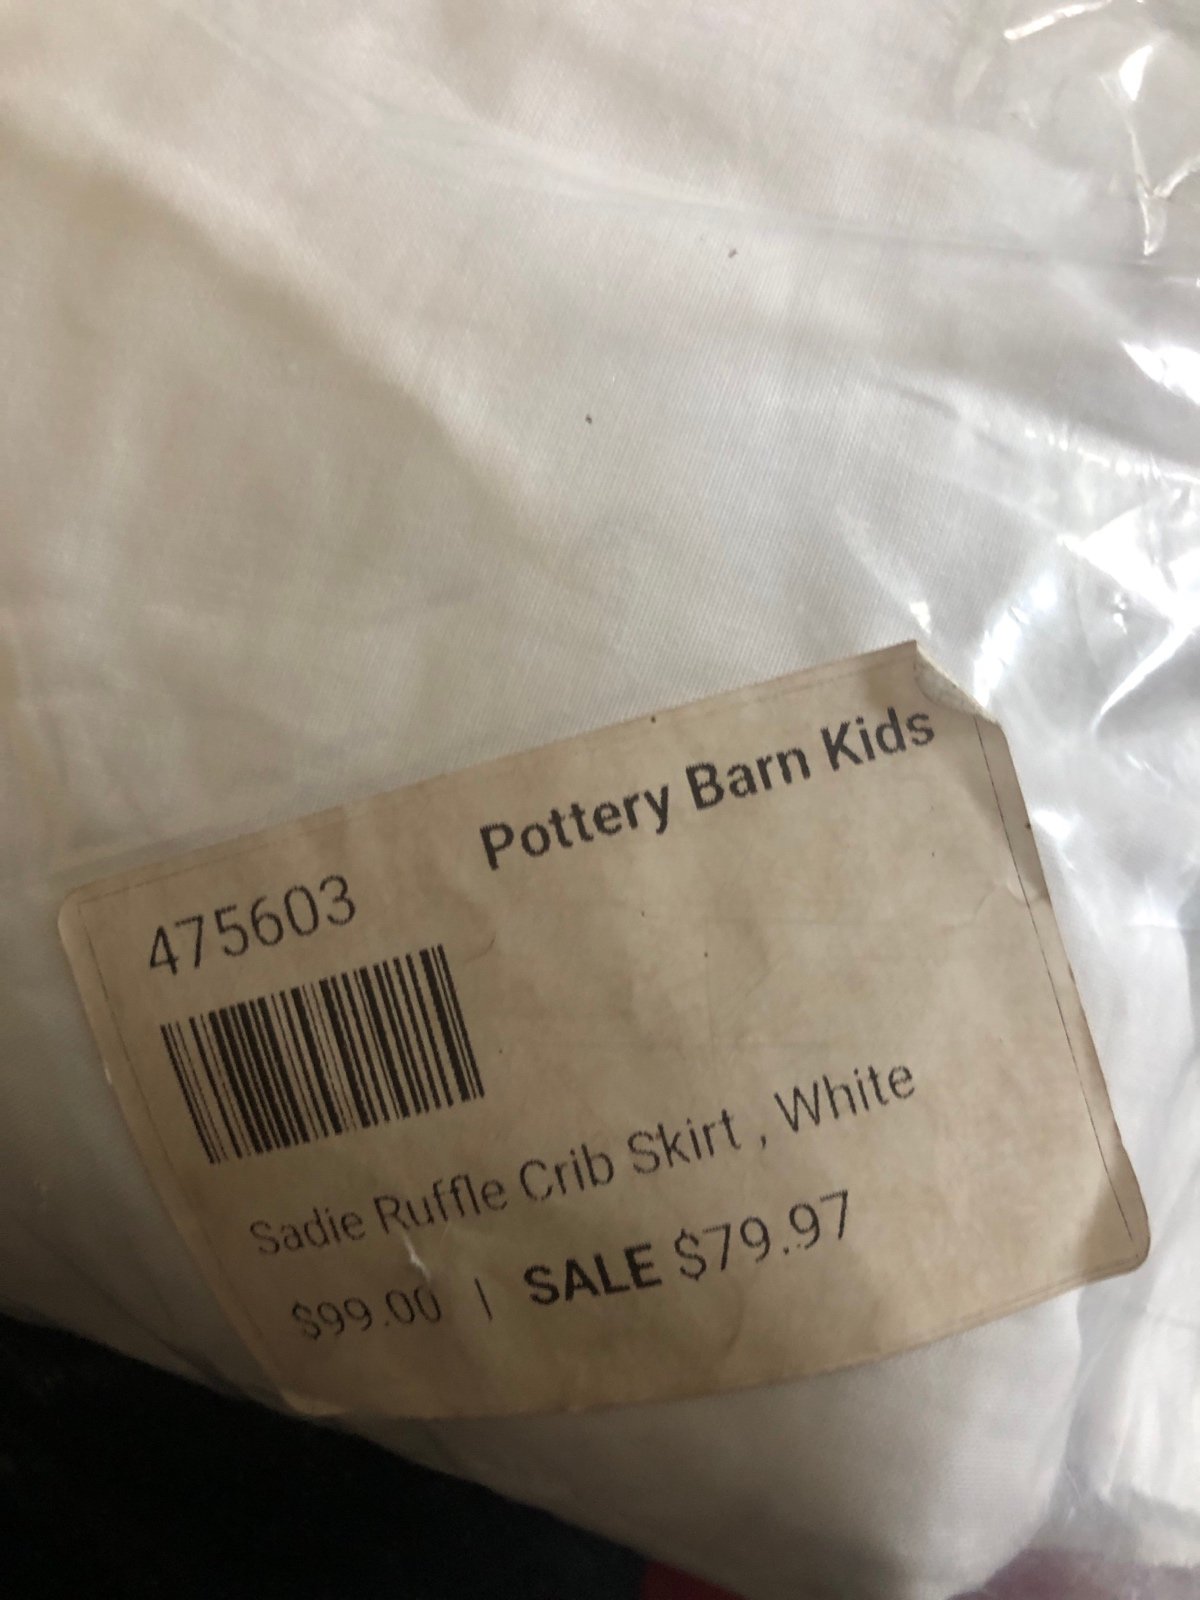 Pottery Barn Kids
475603
Sadie Ruffle Crib Skirt , White
$99.00 | SALE $79.97